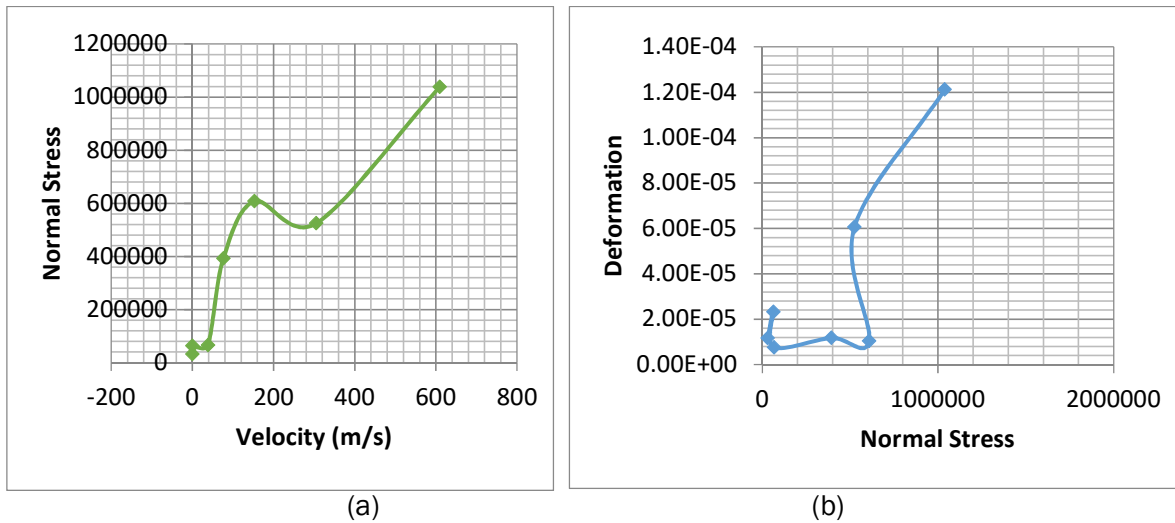 1200000
1000000
800000
600000
400000
200000
0
Normal Stress
-200 0 200 400 600 800
Velocity (m/s)
(a)
1.40E-04
1.20E-04
1.00E-04
8.00E-05
6.00E-05
4.00E-05
2.00E-05
0.00E+00
Deformation
0 1000000 2000000
Normal Stress
(b)